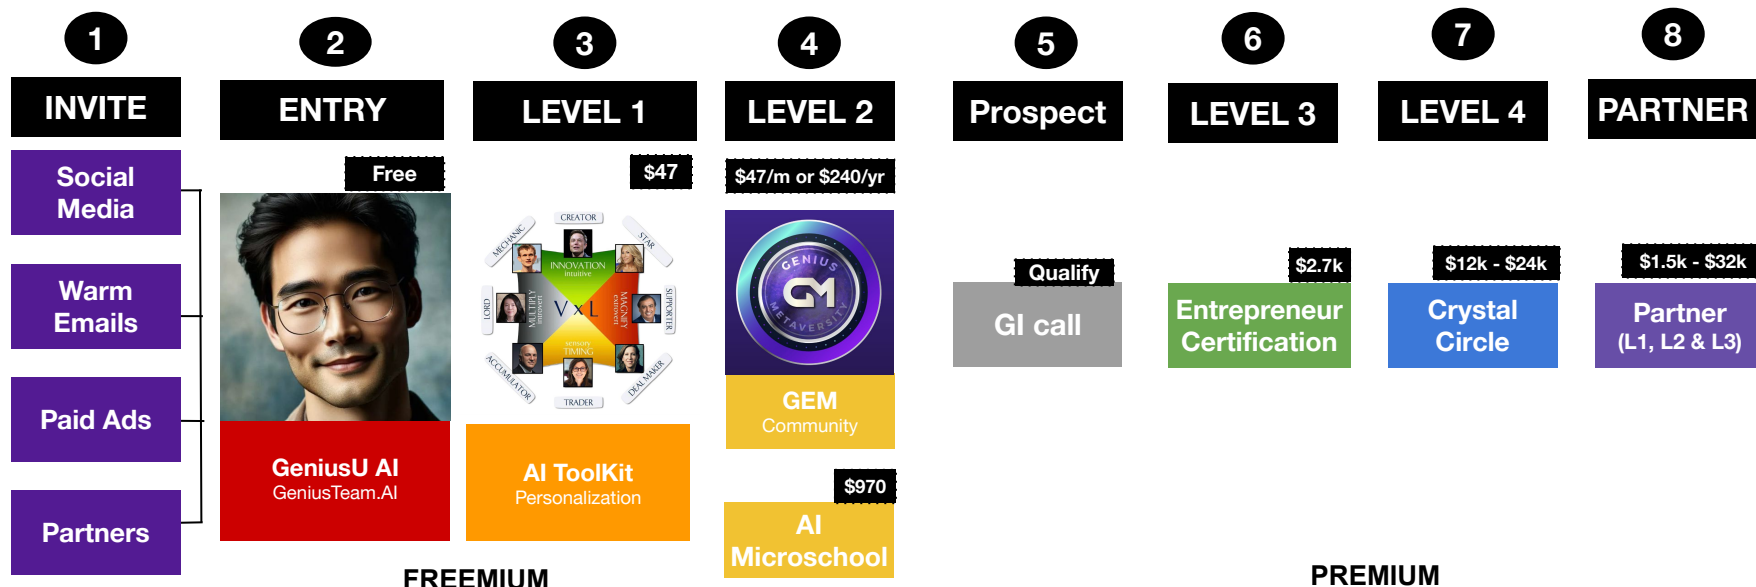 1
2
3
4
5
6
7
8
INVITE
ENTRY
LEVEL 1
LEVEL 2
Prospect
LEVEL 3
LEVEL 4
PARTNER
Social
Media
Warm
Emails
Paid Ads
Partners
Free
GeniusU AI
GeniusTeam.AI
$47
CREATOR
STAR
SUPPORTER
DEAL MAKER
TRADER
ACCUMULATOR
LORD
MECHANIC
INNOVATION
intuitive
MULTIPLY
introvert
V x L
MAGNIFY
extrovert
sensory
TIMING
AI ToolKit
Personalization
$47/m or $240/yr
GENIUS
GM
METAVERSITY
GEM
Community
$970
AI
Microschool
Qualify
GI call
$2.7k
Entrepreneur
Certification
$12k - $24k
Crystal
Circle
$1.5k - $32k
Partner
(L1, L2 & L3)
FREEMIUM
PREMIUM